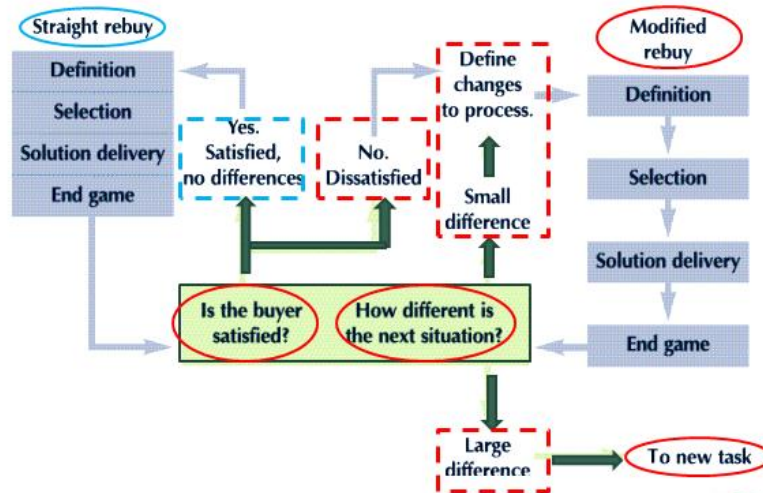 Straight rebuy
Definition
Selection
Solution delivery
End game
Yes.
Satisfied,
no differences
No.
Dissatisfied
Define
changes
to process.
Small
difference
Modified
rebuy
Definition
Selection
Solution delivery
End game
Is the buyer
satisfied?
How different is
the next situation?
Large
difference
To new task